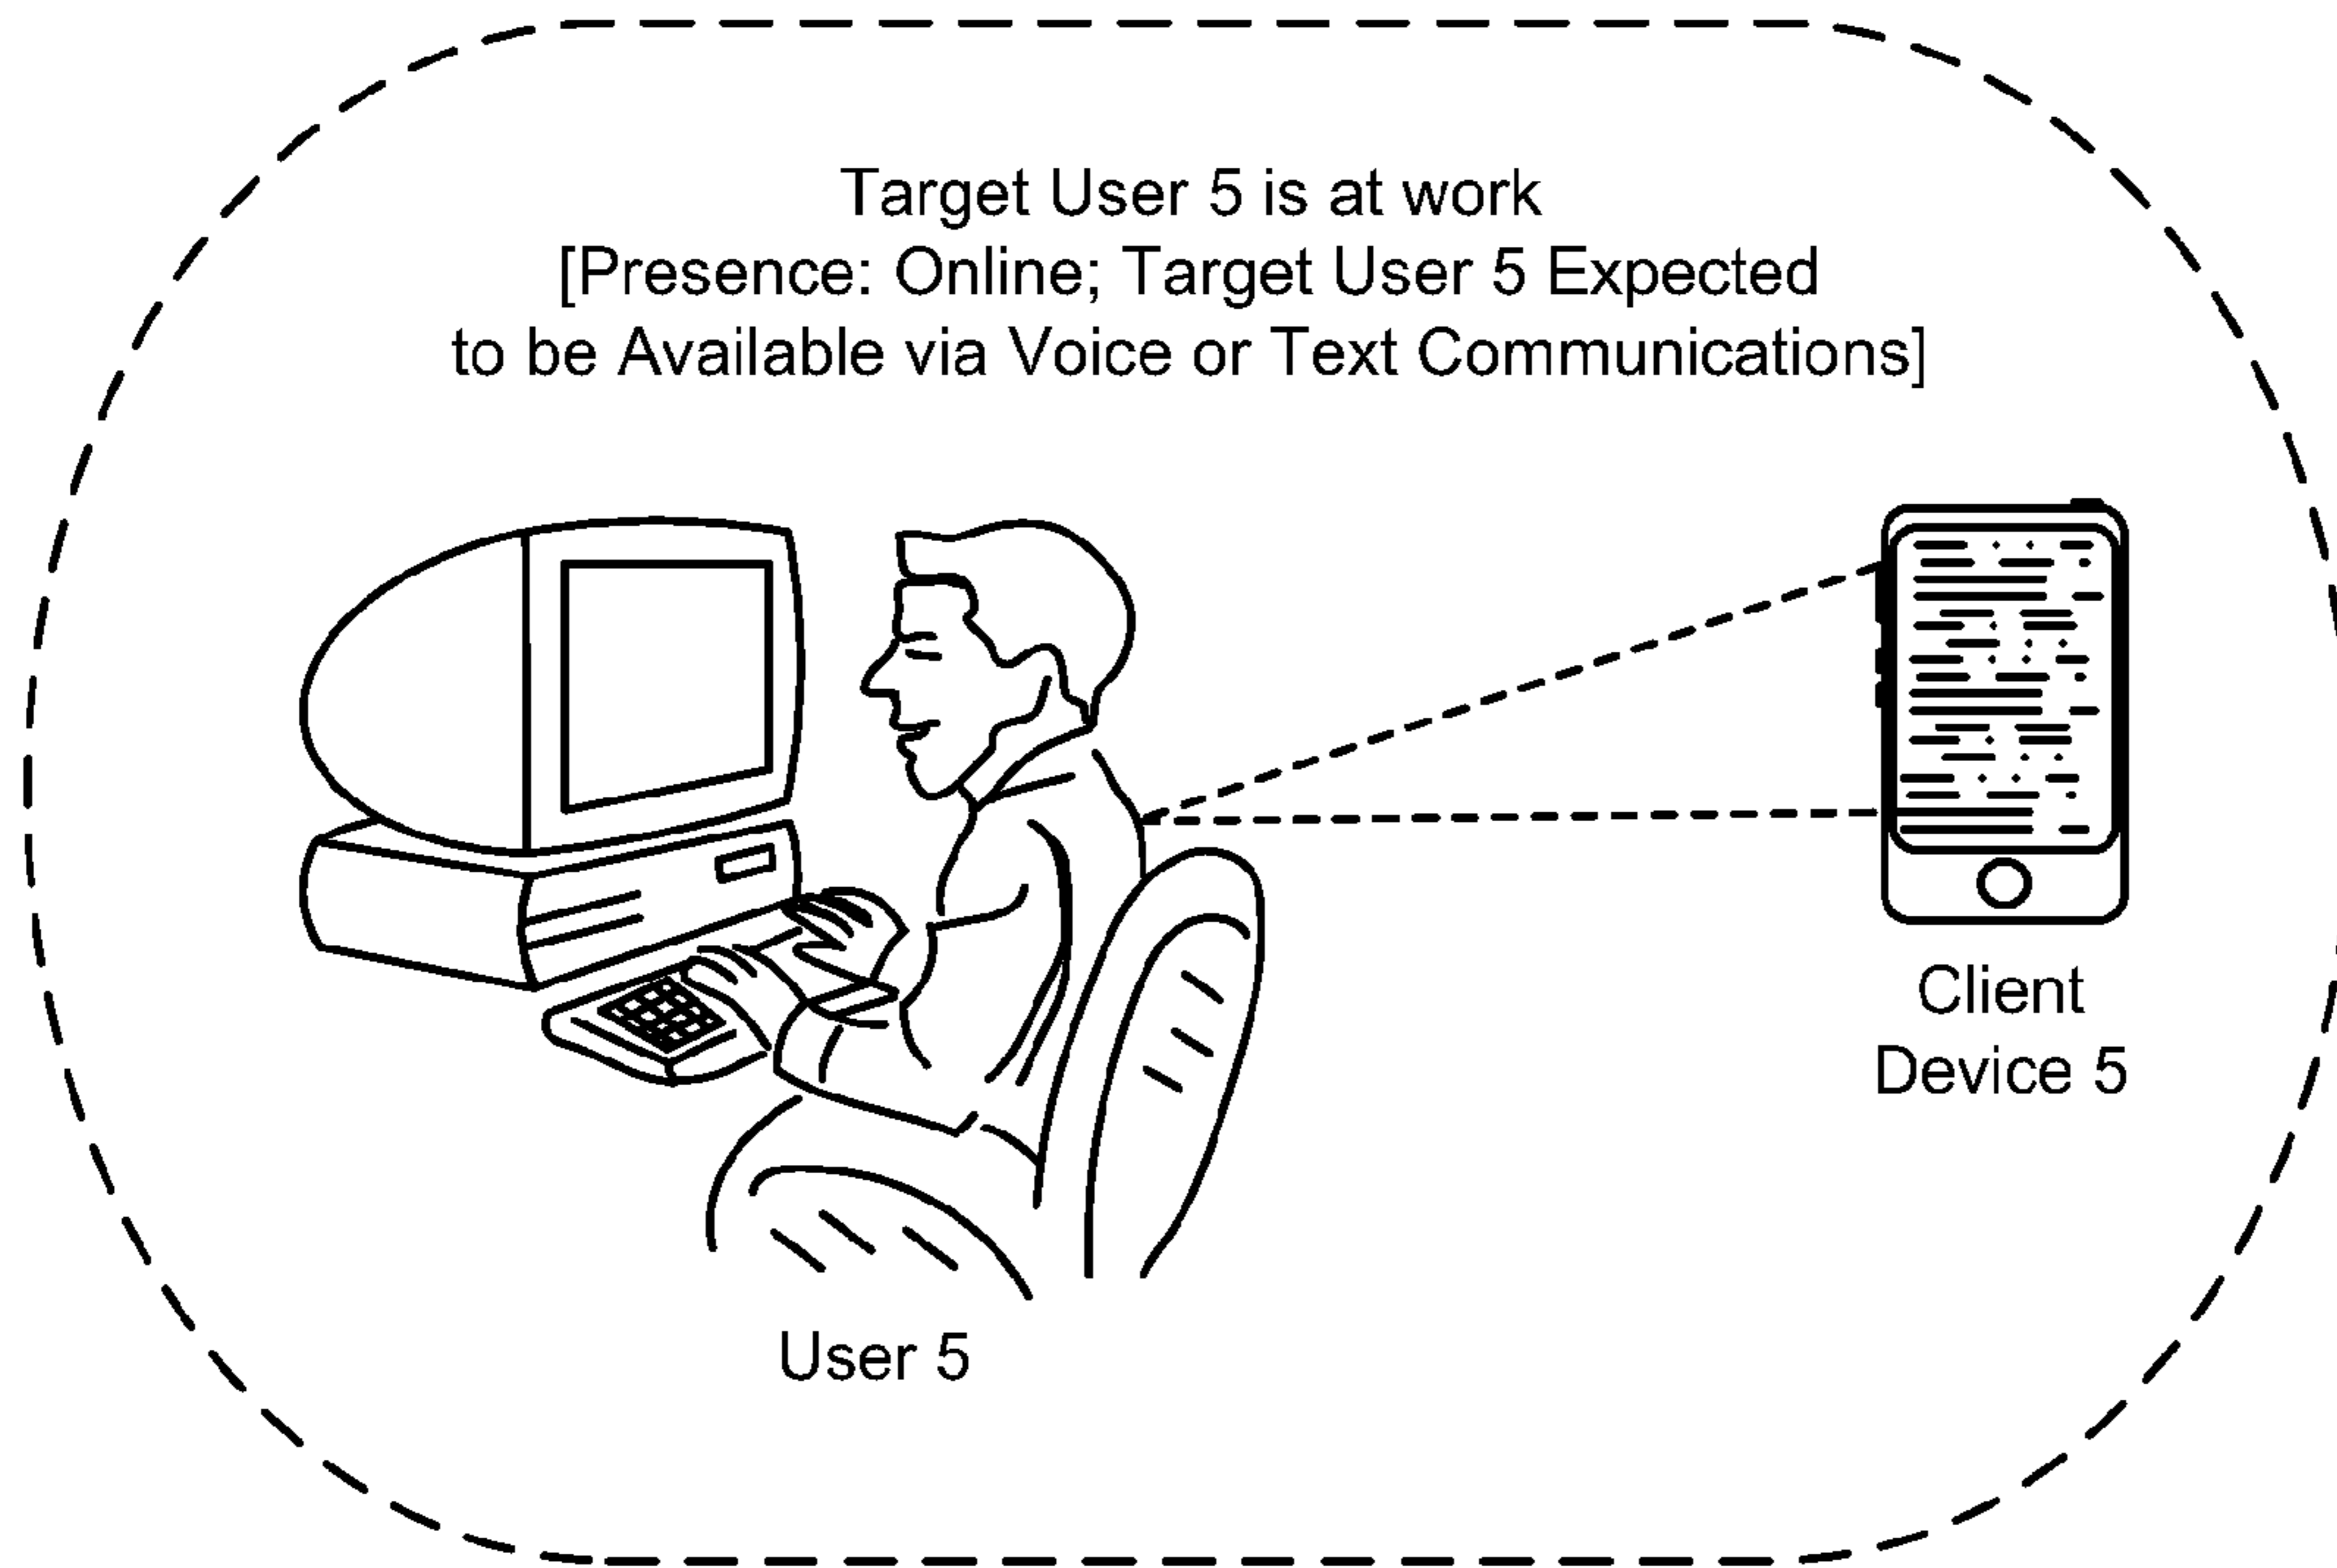 Target User 5 is at work
[Presence: Online; Target User 5 Expected
to be Available via Voice or Text Communications]
Client
Device 5
User 5